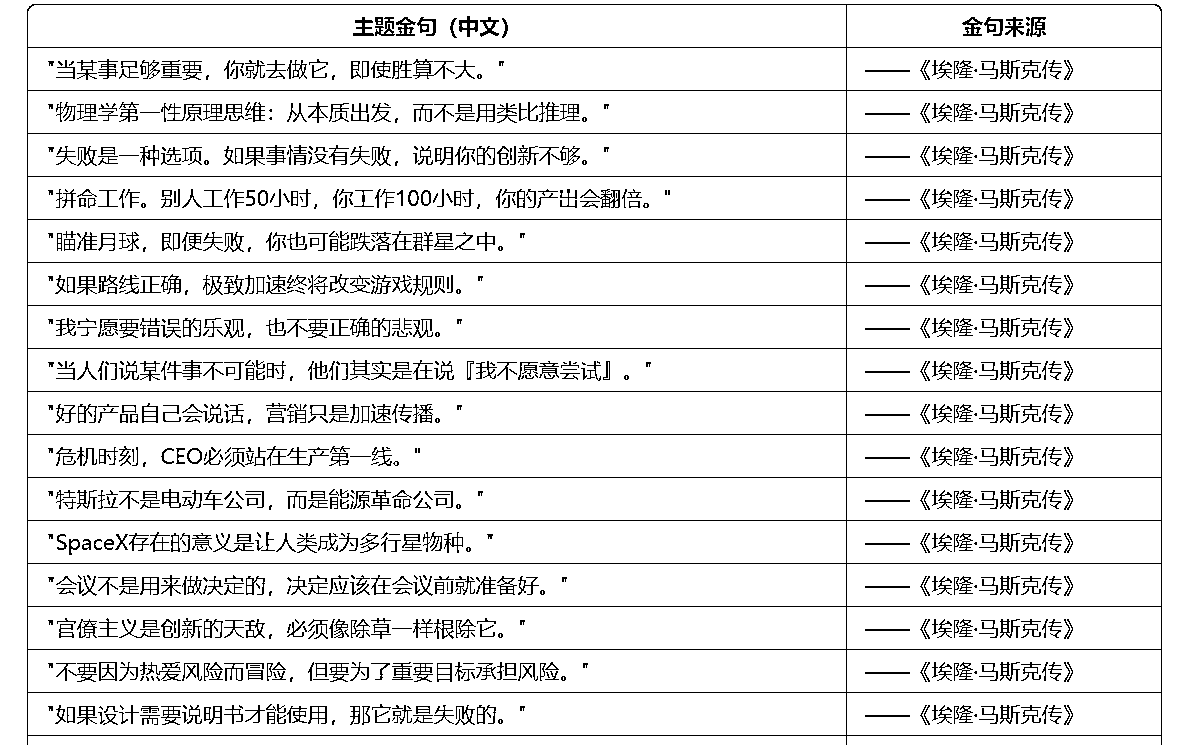 主题金句（中文） 金句来源
"当某事足够重要，你就去做它，即使胜算不大。" ——《埃隆·马斯克传》
"物理学第一性原理思维：从本质出发，而不是用类比推理。" ——《埃隆·马斯克传》
"失败是一种选项。如果事情没有失败，说明你的创新不够。" ——《埃隆·马斯克传》
"拼命工作。别人工作50小时，你工作100小时，你的产出会翻倍。" ——《埃隆·马斯克传》
"瞄准月球，即便失败，你也可能跌落在群星之中。" ——《埃隆·马斯克传》
"如果路线正确，极致加速终将改变游戏规则。" ——《埃隆·马斯克传》
"我宁愿要错误的乐观，也不要正确的悲观。" ——《埃隆·马斯克传》
"当人们说某件事不可能时，他们其实是在说『我不愿意尝试』。" ——《埃隆·马斯克传》
"好的产品自己会说话，营销只是加速传播。" ——《埃隆·马斯克传》
"危机时刻，CEO必须站在生产第一线。" ——《埃隆·马斯克传》
"特斯拉不是电动车公司，而是能源革命公司。" ——《埃隆·马斯克传》
"SpaceX存在的意义是让人类成为多行星物种。" ——《埃隆·马斯克传》
"会议不是用来做决定的，决定应该在会议前就准备好。" ——《埃隆·马斯克传》
"官僚主义是创新的天敌，必须像除草一样根除它。" ——《埃隆·马斯克传》
"不要因为热爱风险而冒险，但要为了重要目标承担风险。" ——《埃隆·马斯克传》
"如果设计需要说明书才能使用，那它就是失败的。" ——《埃隆·马斯克传》